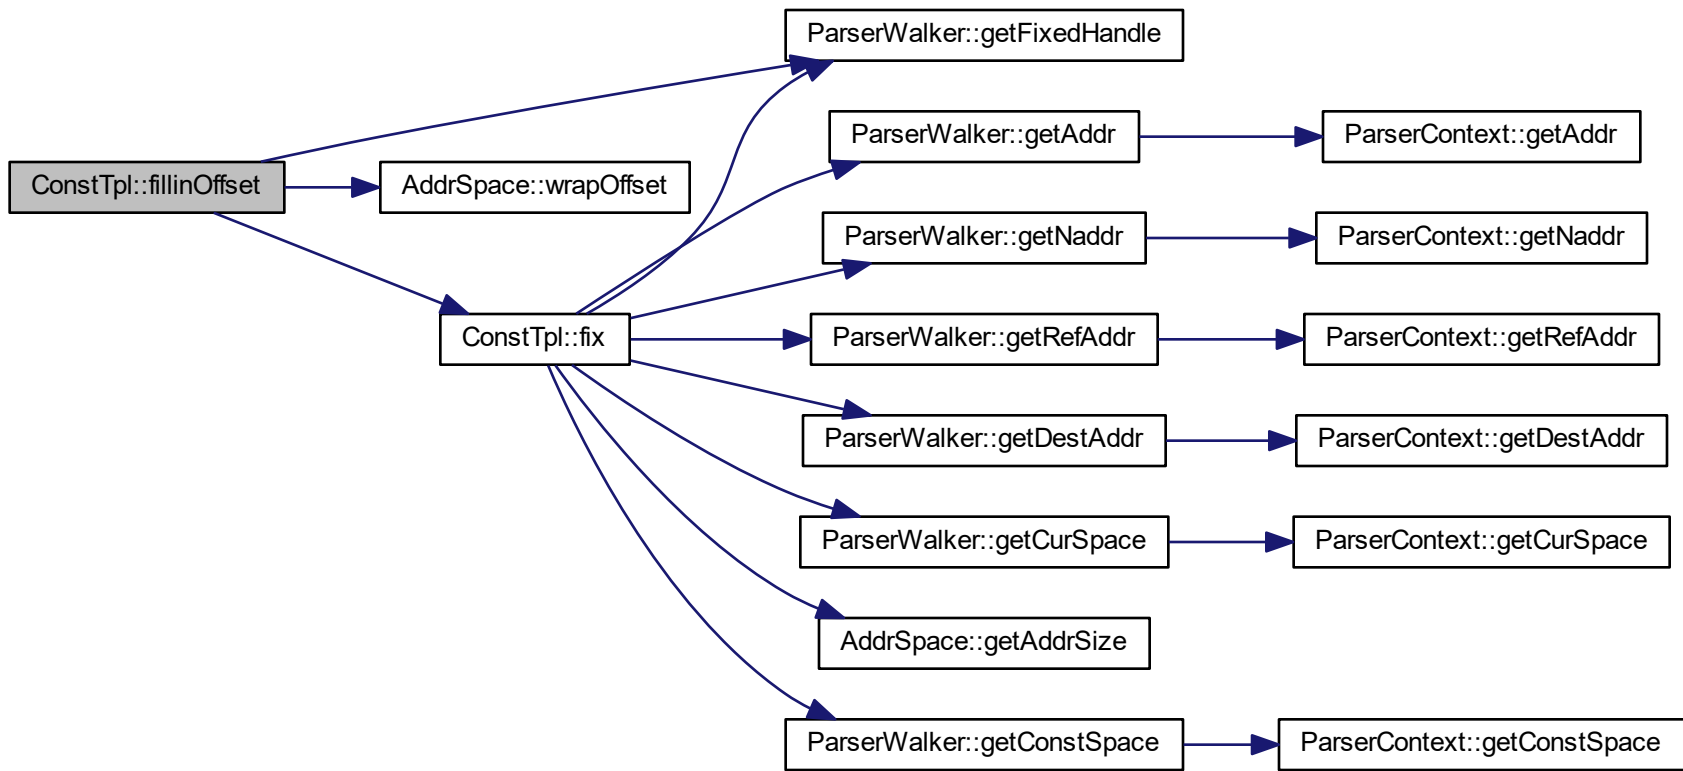 ParserWalker::getFixedHandle
ParserWalker::getAddr
ParserContext::getAddr
ConstTpl::fillinOffset
AddrSpace::wrapOffset
ParserWalker::getNaddr
ParserContext::getNaddr
ConstTpl::fix
ParserWalker::getRefAddr
ParserContext::getRefAddr
ParserWalker::getDestAddr
ParserContext::getDestAddr
ParserWalker::getCurSpace
ParserContext::getCurSpace
AddrSpace::getAddrSize
ParserWalker::getConstSpace
ParserContext::getConstSpace